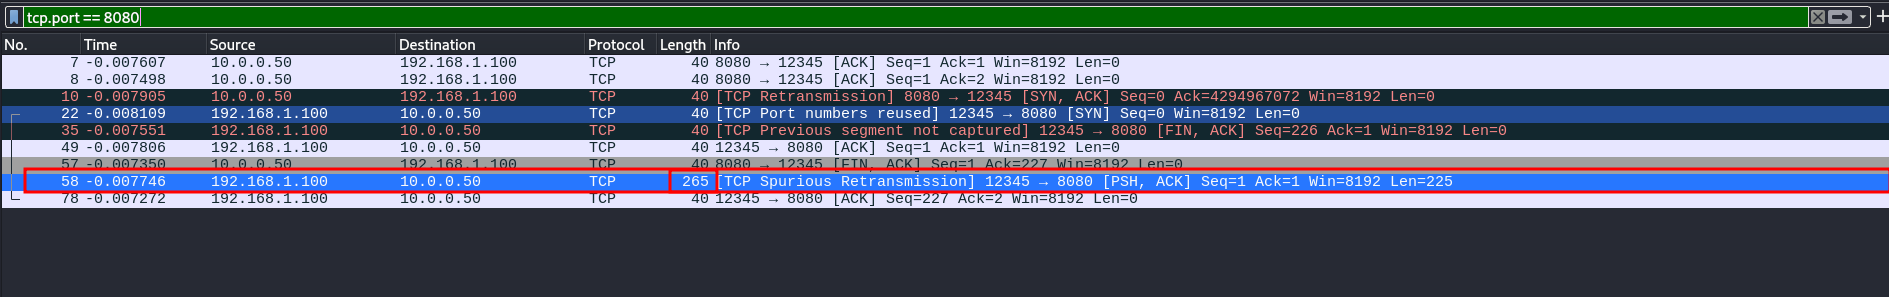 tcp.port == 8080
No. Time Source Destination Protocol Length Info
7 -0.007607 10.0.0.50 192.168.1.100 TCP 40 8080 → 12345 [ACK] Seq=1 Ack=1 Win=8192 Len=0
8 -0.007498 10.0.0.50 192.168.1.100 TCP 40 8080 → 12345 [ACK] Seq=1 Ack=2 Win=8192 Len=0
10 -0.007905 10.0.0.50 192.168.1.100 TCP 40 [TCP Retransmission] 8080 → 12345 [SYN, ACK] Seq=0 Ack=4294967072 Win=8192 Len=0
22 -0.008109 192.168.1.100 10.0.0.50 TCP 40 [TCP Port numbers reused] 12345 → 8080 [SYN] Seq=0 Win=8192 Len=0
35 -0.007551 192.168.1.100 10.0.0.50 TCP 40 [TCP Previous segment not captured] 12345 → 8080 [FIN, ACK] Seq=226 Ack=1 Win=8192 Len=0
49 -0.007806 192.168.1.100 10.0.0.50 TCP 40 12345 → 8080 [ACK] Seq=1 Ack=1 Win=8192 Len=0
57 -0.007350 10.0.0.50 192.168.1.100 TCP 40 8080 → 12345 [FIN, ACK] Seq=1 Ack=227 Win=8192 Len=0
58 -0.007746 192.168.1.100 10.0.0.50 TCP 265 [TCP Spurious Retransmission] 12345 → 8080 [PSH, ACK] Seq=1 Ack=1 Win=8192 Len=225
78 -0.007272 192.168.1.100 10.0.0.50 TCP 40 12345 → 8080 [ACK] Seq=227 Ack=2 Win=8192 Len=0